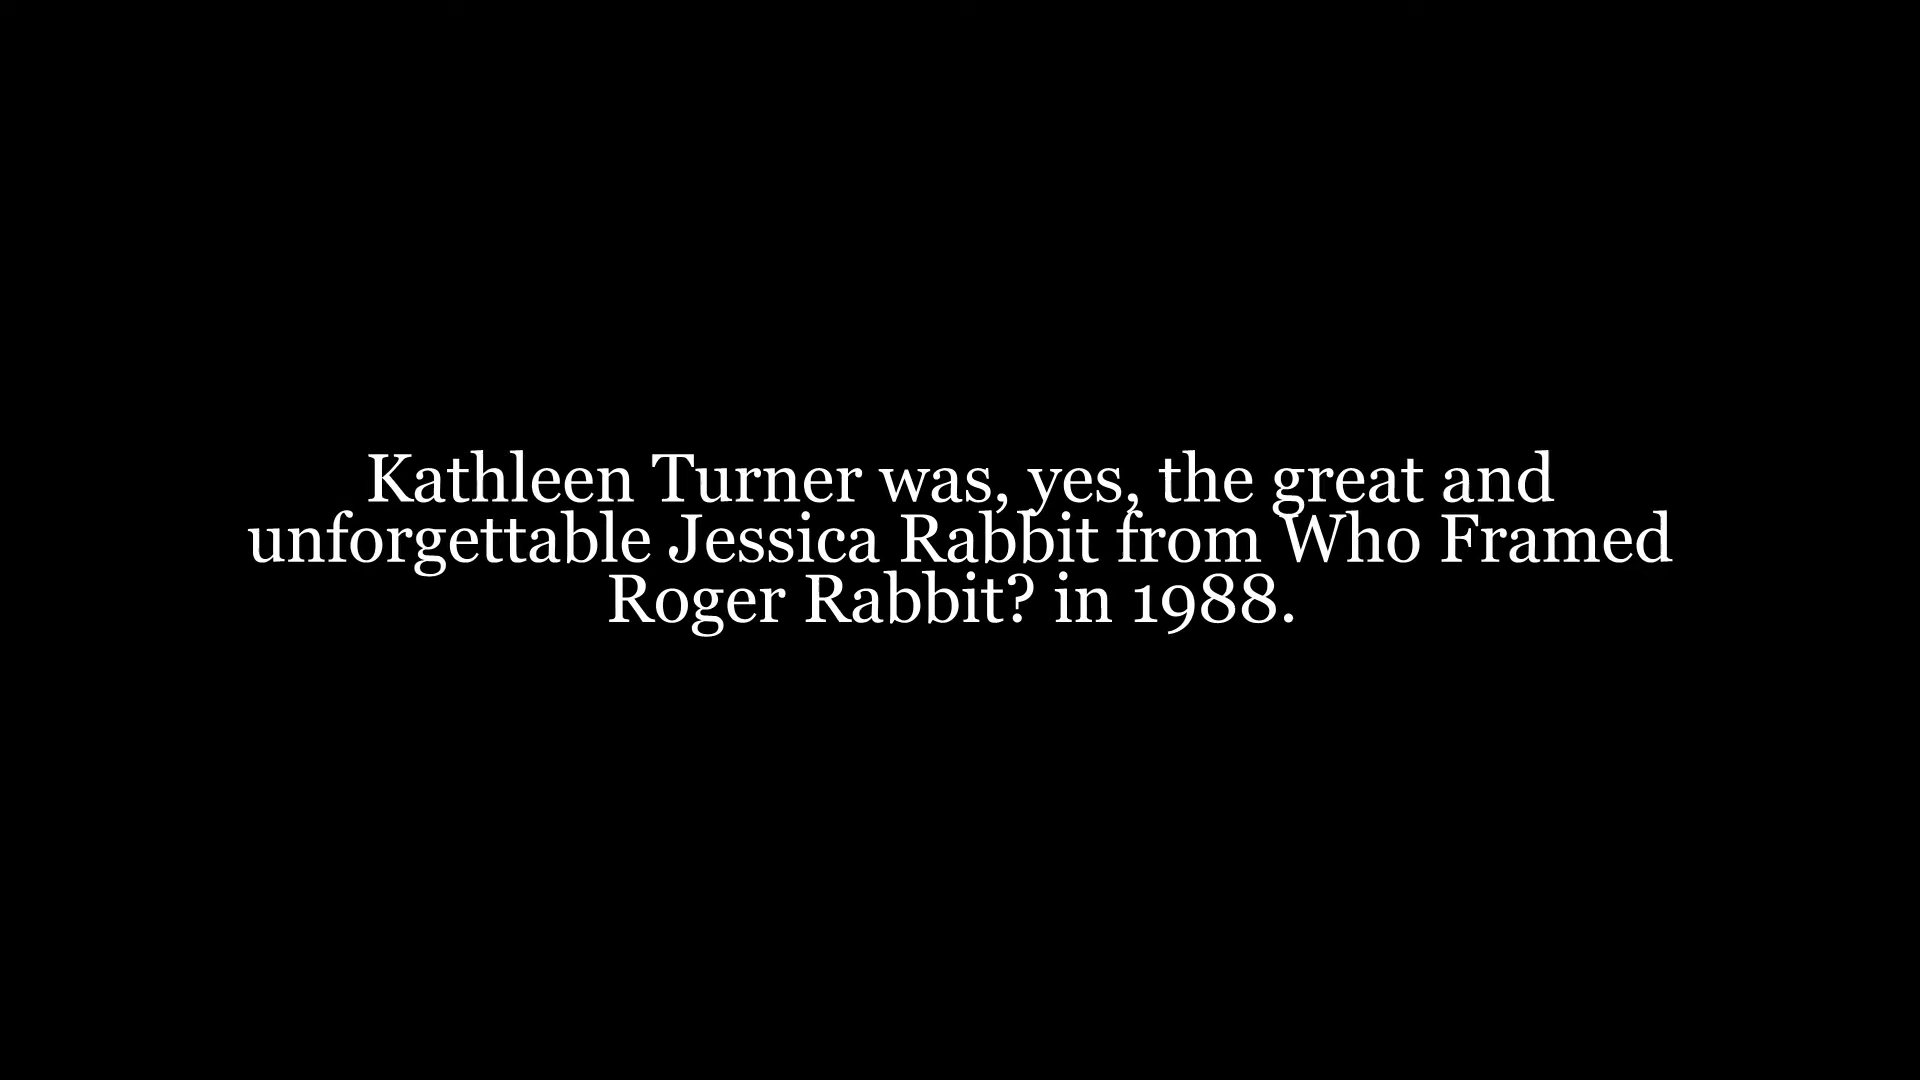 Kathleen Turner was, yes, the great and
unforgettable Jessica Rabbit from Who Framed
Roger Rabbit? in 1988.